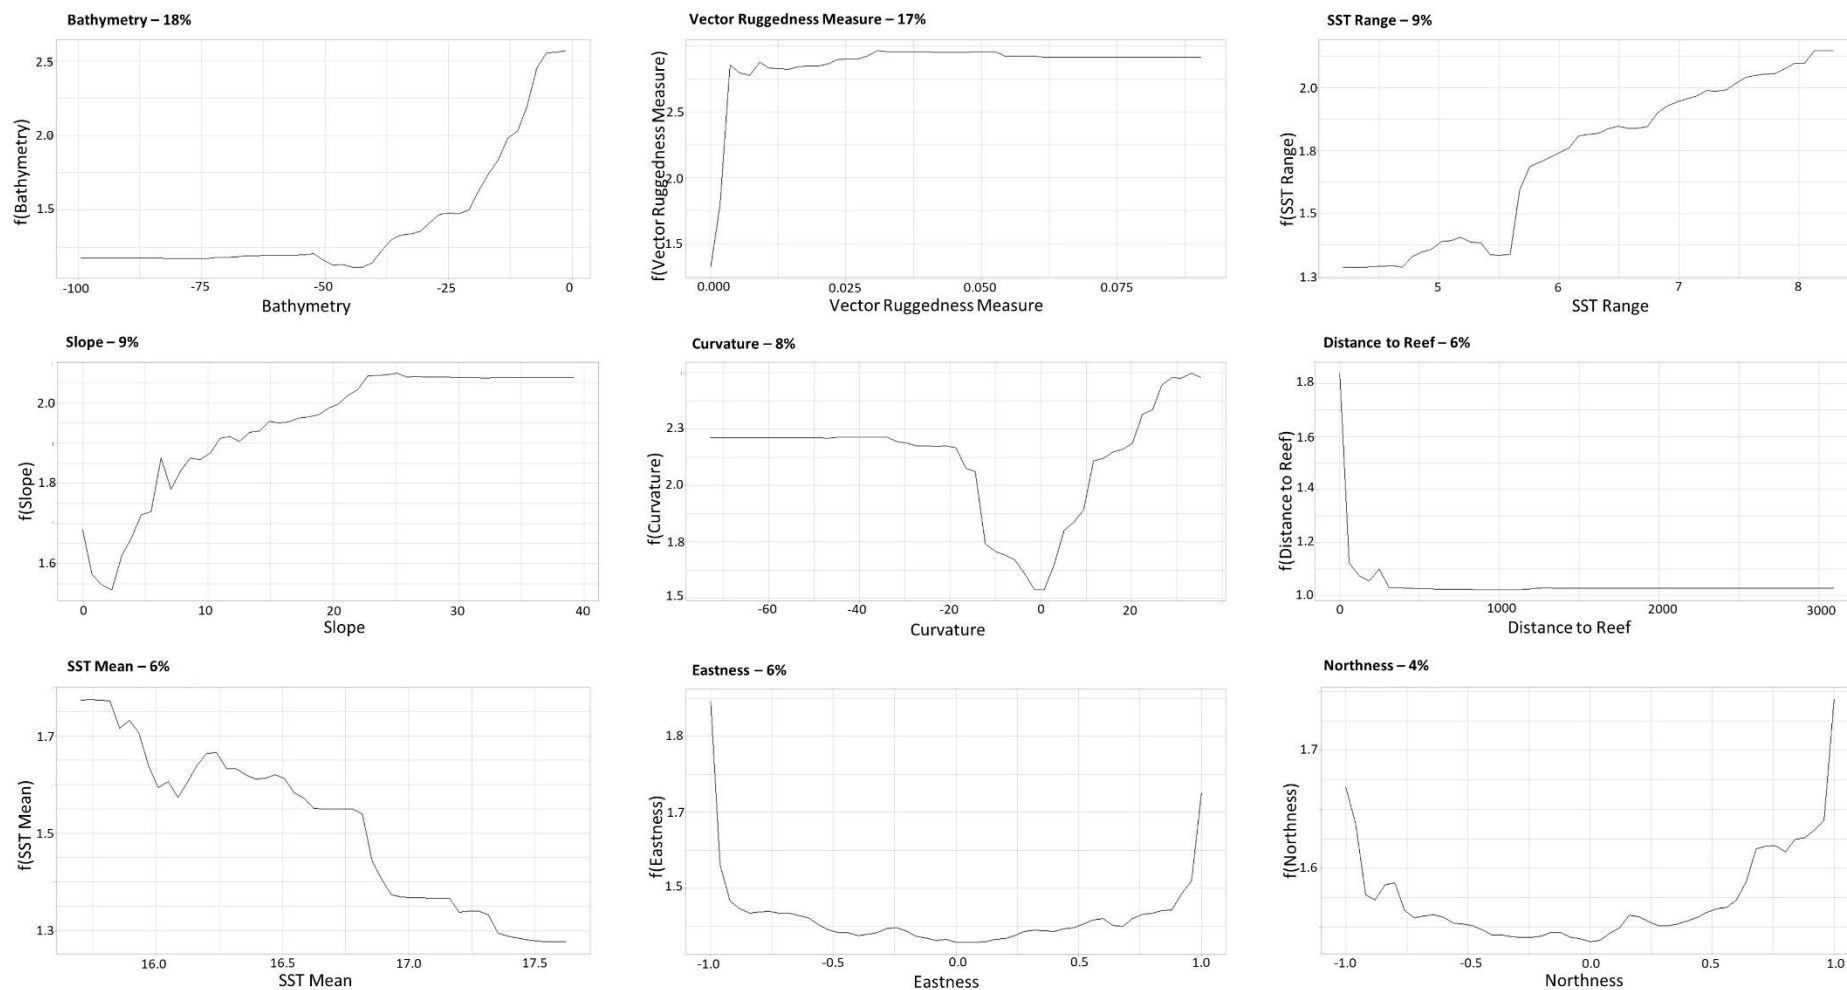 Bathymetry – 18%
f(Bathymetry)
2.5
2.0
1.5
-100 -75 -50 -25 0
Bathymetry
Vector Ruggedness Measure – 17%
f(Vector Ruggedness Measure)
2.5
2.0
1.5
0.000 0.025 0.050 0.075
Vector Ruggedness Measure
SST Range – 9%
f(SST Range)
2.0
1.8
1.5
1.3
5 6 7 8
SST Range
Slope – 9%
f(Slope)
2.0
1.8
1.6
0 10 20 30 40
Slope
Curvature – 8%
f(Curvature)
2.3
2.0
1.8
1.5
-60 -40 -20 0 20
Curvature
Distance to Reef – 6%
f(Distance to Reef)
1.8
1.6
1.4
1.2
1.0
0 1000 2000 3000
Distance to Reef
SST Mean – 6%
f(SST Mean)
1.7
1.5
1.3
16.0 16.5 17.0 17.5
SST Mean
Eastness – 6%
f(Eastness)
1.8
1.7
1.5
-1.0 -0.5 0.0 0.5 1.0
Eastness
Northness – 4%
f(Northness)
1.7
1.6
-1.0 -0.5 0.0 0.5 1.0
Northness